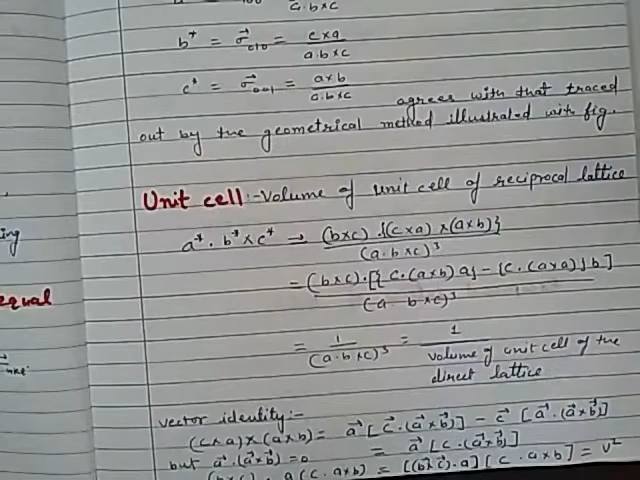 a.b×c
b* = σ⃗₀₁₀ = c×a / a.b×c
c* = σ⃗₀₀₁ = a×b / a.b×c
agrees with that traced
out by the geometrical method illustrated with fig.
Unit cell:- Volume of unit cell of reciprocal lattice
a*. b* × c* → (b×c) .{(c×a) ×(a×b)} / (a.b×c)³
= (b×c).[{c.(a×b)a} - {c.(a×a)}b] / (a b×c)³
= 1 / (a.b×c)³ = 1 / volume of unit cell of the
direct lattice
vector identity:-
(c×a)×(a×b) = a⃗ [c⃗.(a⃗×b⃗)] - c⃗ [a⃗.(a⃗×b⃗)]
but a⃗.(a⃗×b⃗)=0 = a⃗ [c.(a⃗×b⃗)]
(b×c) . a(c.a×b) = [(b⃗×c⃗).a][c.a×b] = v²
ing
equal